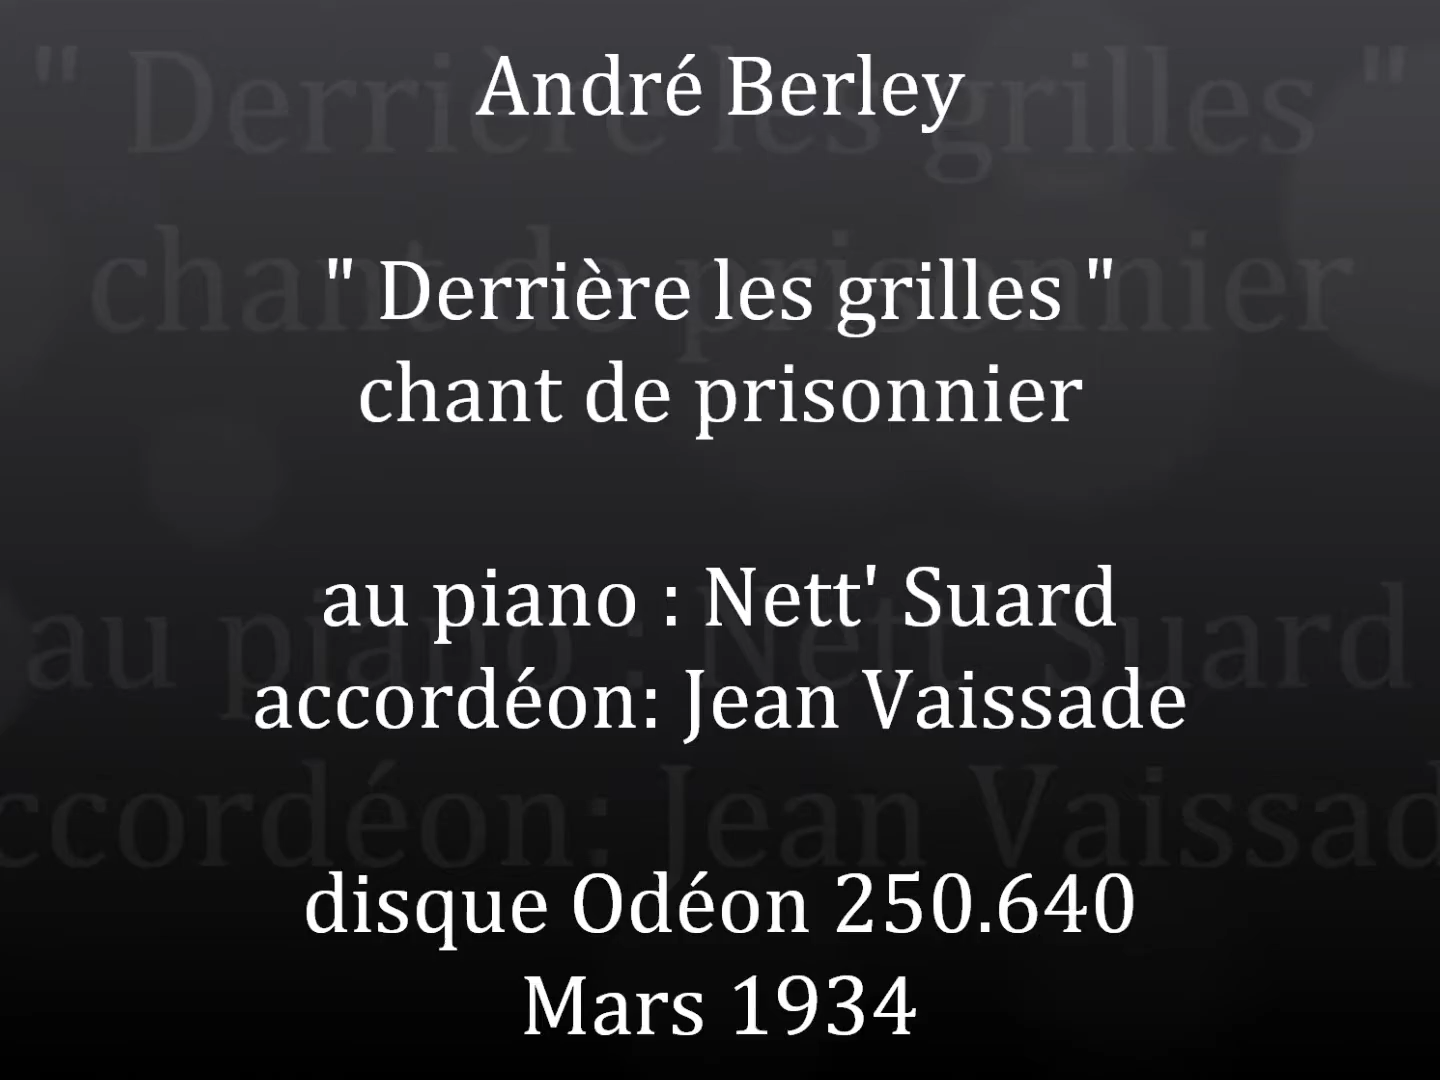 André Berley
" Derrière les grilles "
chant de prisonnier
au piano : Nett' Suard
accordéon: Jean Vaissade
disque Odéon 250.640
Mars 1934